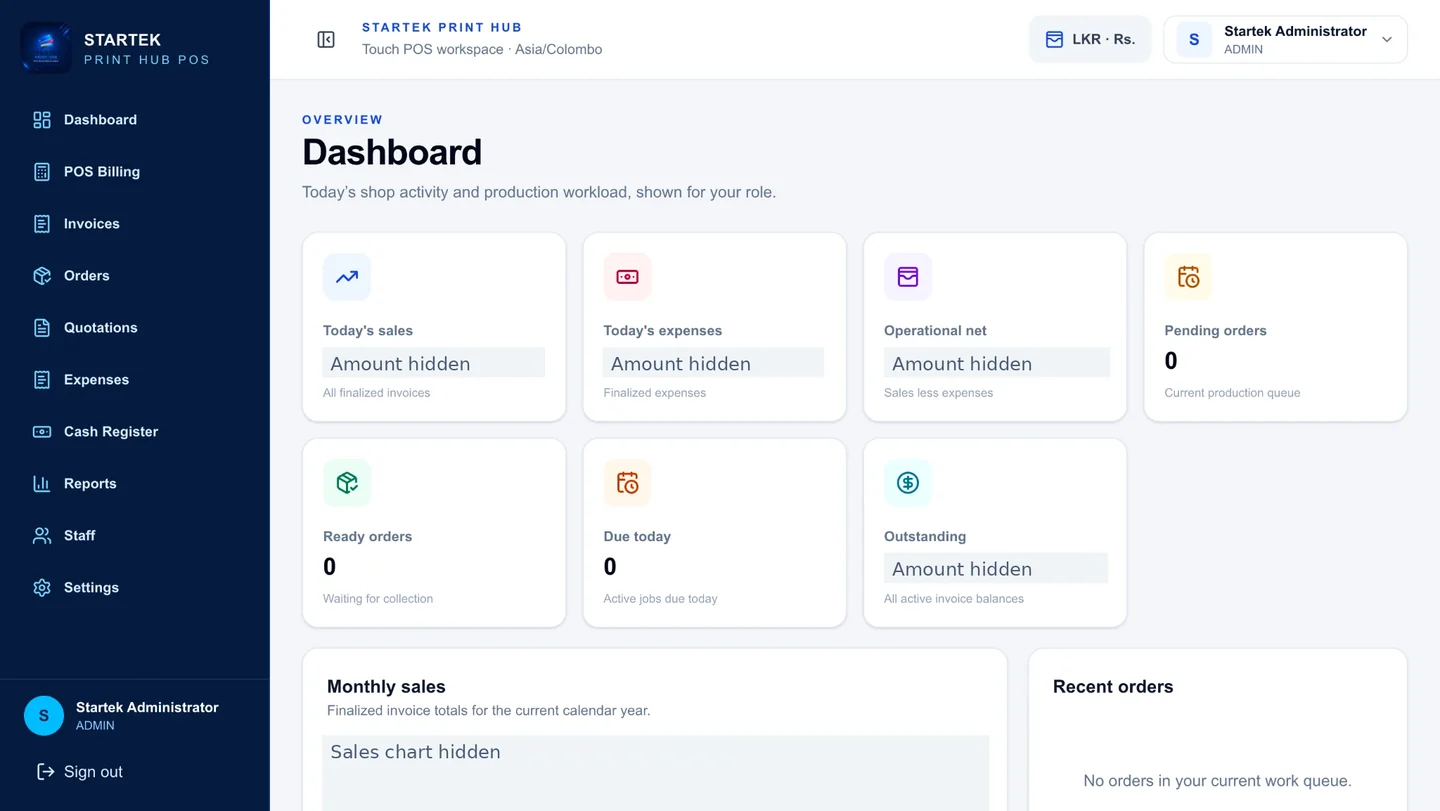 STARTEK
PRINT HUB POS
Dashboard
POS Billing
Invoices
Orders
Quotations
Expenses
Cash Register
Reports
Staff
Settings
S
Startek Administrator
ADMIN
Sign out
STARTEK PRINT HUB
Touch POS workspace · Asia/Colombo
LKR · Rs.
S
Startek Administrator
ADMIN
OVERVIEW
Dashboard
Today’s shop activity and production workload, shown for your role.
Today's sales
Amount hidden
All finalized invoices
Today's expenses
Amount hidden
Finalized expenses
Operational net
Amount hidden
Sales less expenses
Pending orders
0
Current production queue
Ready orders
0
Waiting for collection
Due today
0
Active jobs due today
Outstanding
Amount hidden
All active invoice balances
Monthly sales
Finalized invoice totals for the current calendar year.
Sales chart hidden
Recent orders
No orders in your current work queue.